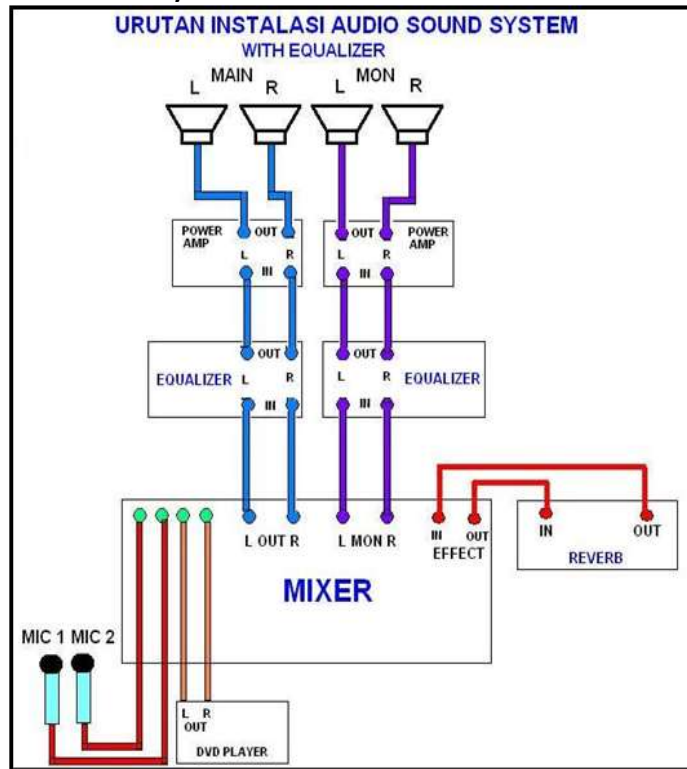 URUTAN INSTALASI AUDIO SOUND SYSTEM
WITH EQUALIZER
MAIN
MON
L
R
L
R
POWER
AMP
OUT
L
R
IN
OUT
L
IN
POWER
AMP
R
EQUALIZER
OUT
L
R
IN
OUT
L
R
IN
EQUALIZER
L OUT R
L MON R
IN
OUT
EFFECT
IN
OUT
REVERB
MIXER
MIC 1
MIC 2
L
R
OUT
DVD PLAYER